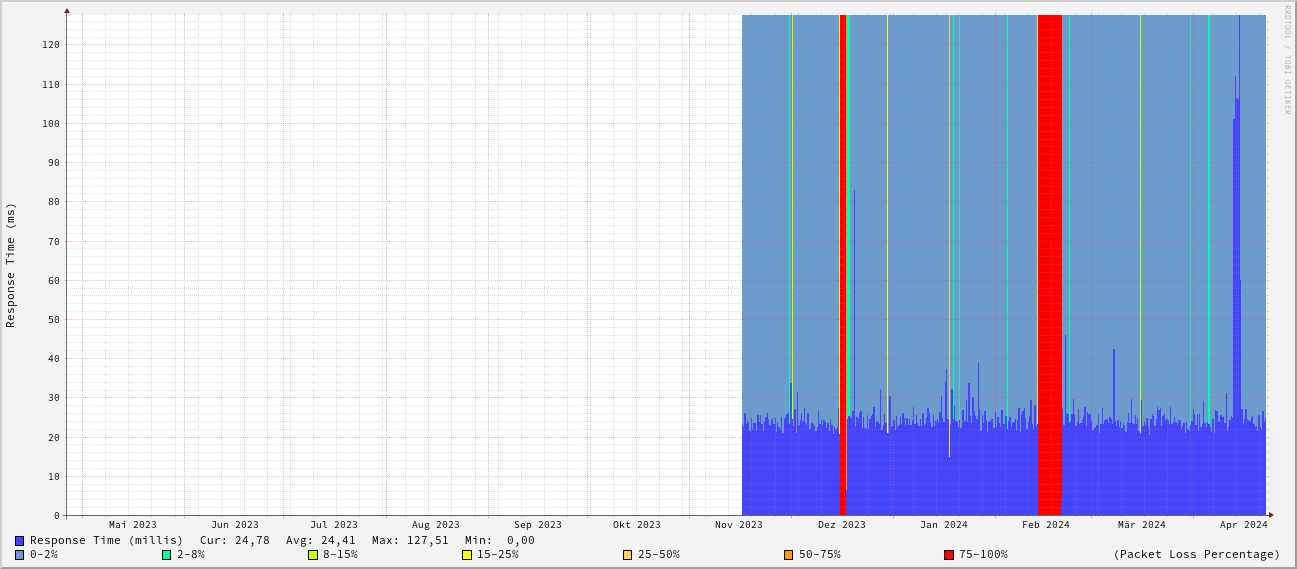 RRDTOOL / TOBI OETIKER
Response Time (ms)
120
110
100
90
80
70
60
50
40
30
20
10
0
Mai 2023 Jun 2023 Jul 2023 Aug 2023 Sep 2023 Okt 2023 Nov 2023 Dez 2023 Jan 2024 Feb 2024 Mär 2024 Apr 2024
Response Time (millis) Cur: 24,78 Avg: 24,41 Max: 127,51 Min: 0,00
0-2% 2-8% 8-15% 15-25% 25-50% 50-75% 75-100% (Packet Loss Percentage)